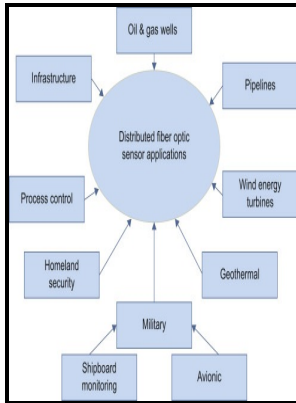 Oil & gas wells
Infrastructure
Pipelines
Distributed fiber optic
sensor applications
Process control
Wind energy
turbines
Homeland
security
Geothermal
Military
Shipboard
monitoring
Avionic